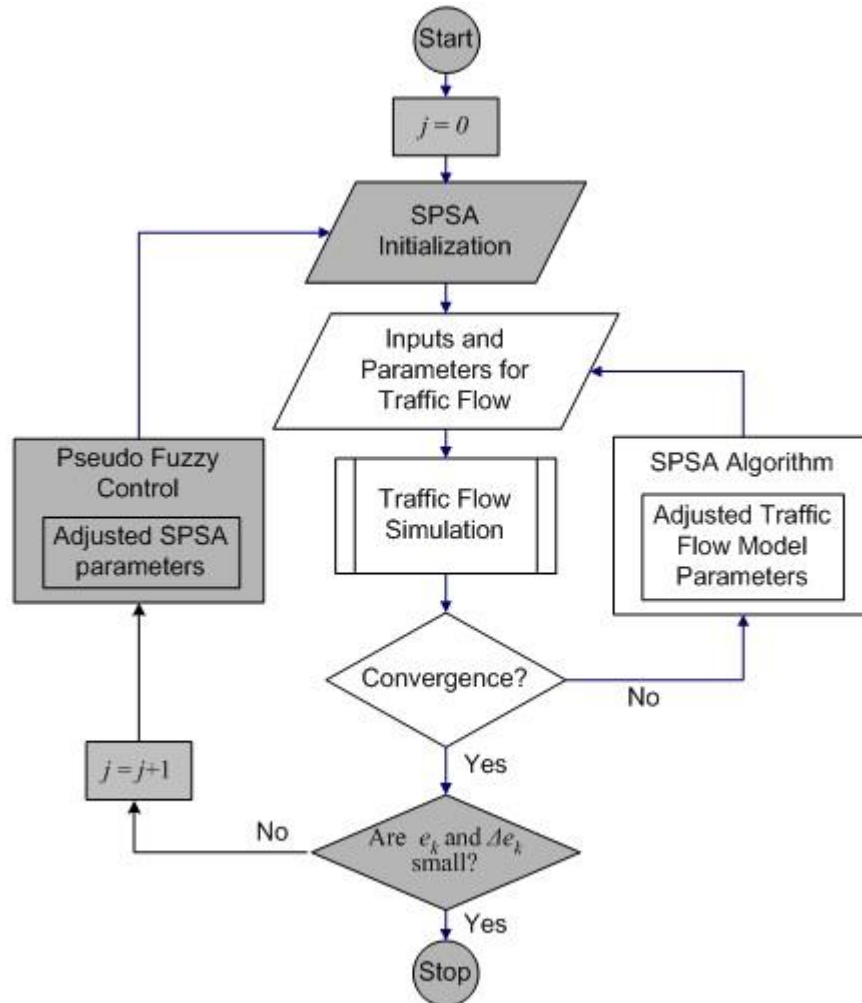 Start
j = 0
SPSA
Initialization
Inputs and
Parameters for
Traffic Flow
Pseudo Fuzzy
Control
Adjusted SPSA
parameters
Traffic Flow
Simulation
SPSA Algorithm
Adjusted Traffic
Flow Model
Parameters
Convergence?
No
Yes
j = j+1
No
Are e_k and Δe_k
small?
Yes
Stop